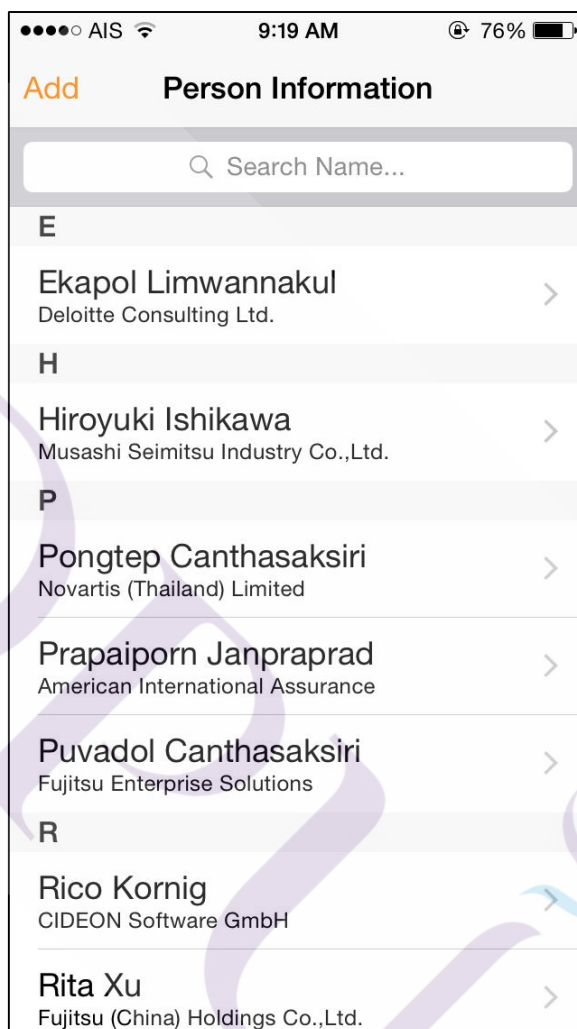 AIS 9:19 AM 76%
Add Person Information
Search Name...
E
Ekapol Limwannakul
Deloitte Consulting Ltd.
H
Hiroyuki Ishikawa
Musashi Seimitsu Industry Co.,Ltd.
P
Pongtep Canthasaksiri
Novartis (Thailand) Limited
Prapaiporn Janpraprad
American International Assurance
Puvadol Canthasaksiri
Fujitsu Enterprise Solutions
R
Rico Kornig
CIDEON Software GmbH
Rita Xu
Fujitsu (China) Holdings Co.,Ltd.